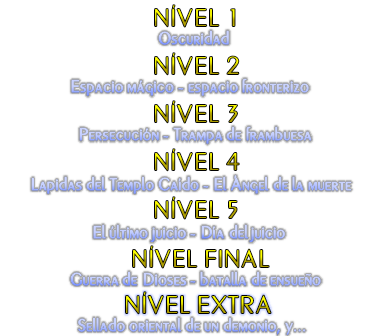 NÍVEL 1
Oscuridad
NÍVEL 2
Espacio mágico - espacio fronterizo
NÍVEL 3
Persecución - Trampa de frambuesa
NÍVEL 4
Lapidas del Templo Caido - El Ángel de la muerte
NÍVEL 5
El último juicio - Dia del juicio
NÍVEL FINAL
Guerra de Dioses - batalla de ensueño
NÍVEL EXTRA
Sellado oriental de un demonio, y...